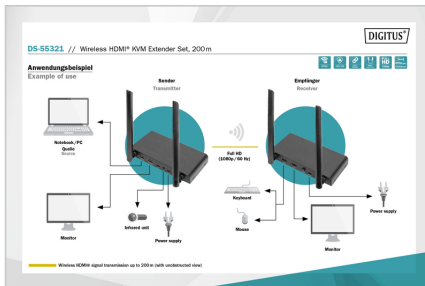 DIGITUS®
DS-55321 // Wireless HDMI® KVM Extender Set, 200m
Anwendungsbeispiel
Example of use
Sender
Transmitter
Empfänger
Receiver
Notebook/PC
Quelle
Source
Full HD
(1080p/60 Hz)
Keyboard
Mouse
Monitor
Infrared unit
Power supply
Monitor
Power supply
Wireless HDMI® signal transmission up to 200m (with unobstructed view)